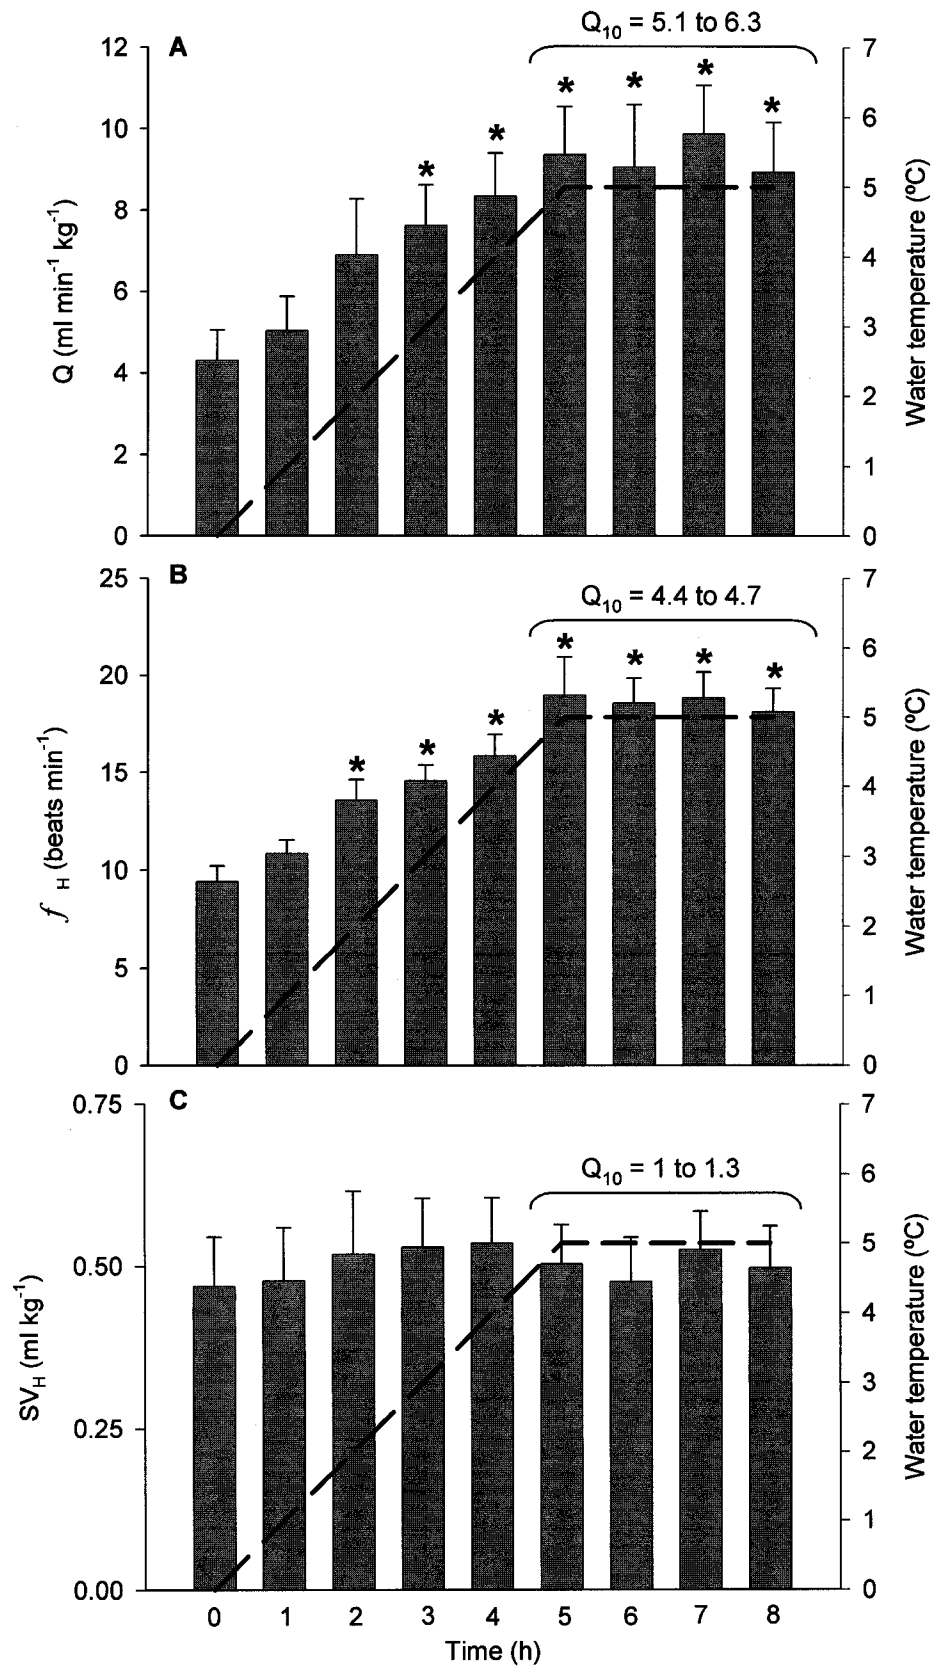 Q10 = 5.1 to 6.3
A
12
10
8
6
4
2
0
Q (ml min-1 kg-1)
* * * * * *
7
6
5
4
3
2
1
0
Water temperature (ºC)
B
Q10 = 4.4 to 4.7
25
20
15
10
5
0
f H (beats min-1)
* * * * * * *
7
6
5
4
3
2
1
0
Water temperature (ºC)
C
Q10 = 1 to 1.3
0.75
0.50
0.25
0.00
SVH (ml kg-1)
7
6
5
4
3
2
1
0
Water temperature (ºC)
0 1 2 3 4 5 6 7 8
Time (h)